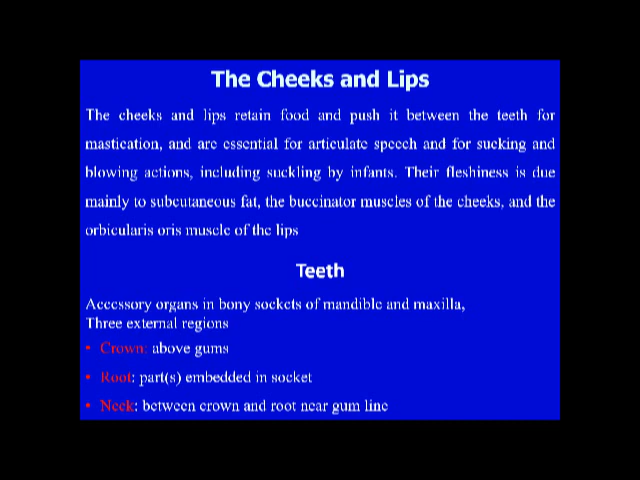 The Cheeks and Lips
The cheeks and lips retain food and push it between the teeth for
mastication, and are essential for articulate speech and for sucking and
blowing actions, including suckling by infants. Their fleshiness is due
mainly to subcutaneous fat, the buccinator muscles of the cheeks, and the
orbicularis oris muscle of the lips
Teeth
Accessory organs in bony sockets of mandible and maxilla,
Three external regions
• Crown: above gums
• Root: part(s) embedded in socket
• Neck: between crown and root near gum line